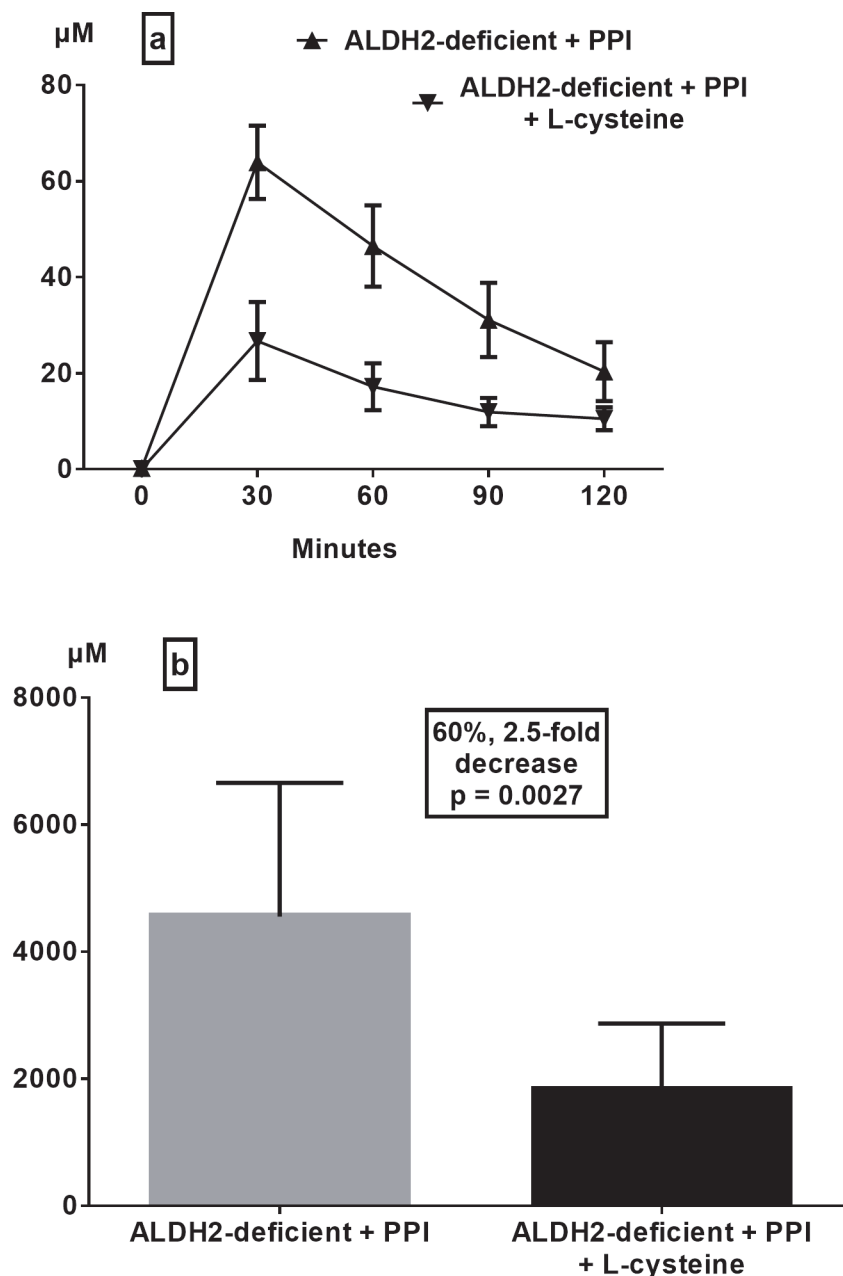 µM
a
ALDH2-deficient + PPI
ALDH2-deficient + PPI
+ L-cysteine
80
60
40
20
0
0 30 60 90 120
Minutes
µM
b
8000
60%, 2.5-fold
decrease
p = 0.0027
6000
4000
2000
0
ALDH2-deficient + PPI
ALDH2-deficient + PPI
+ L-cysteine